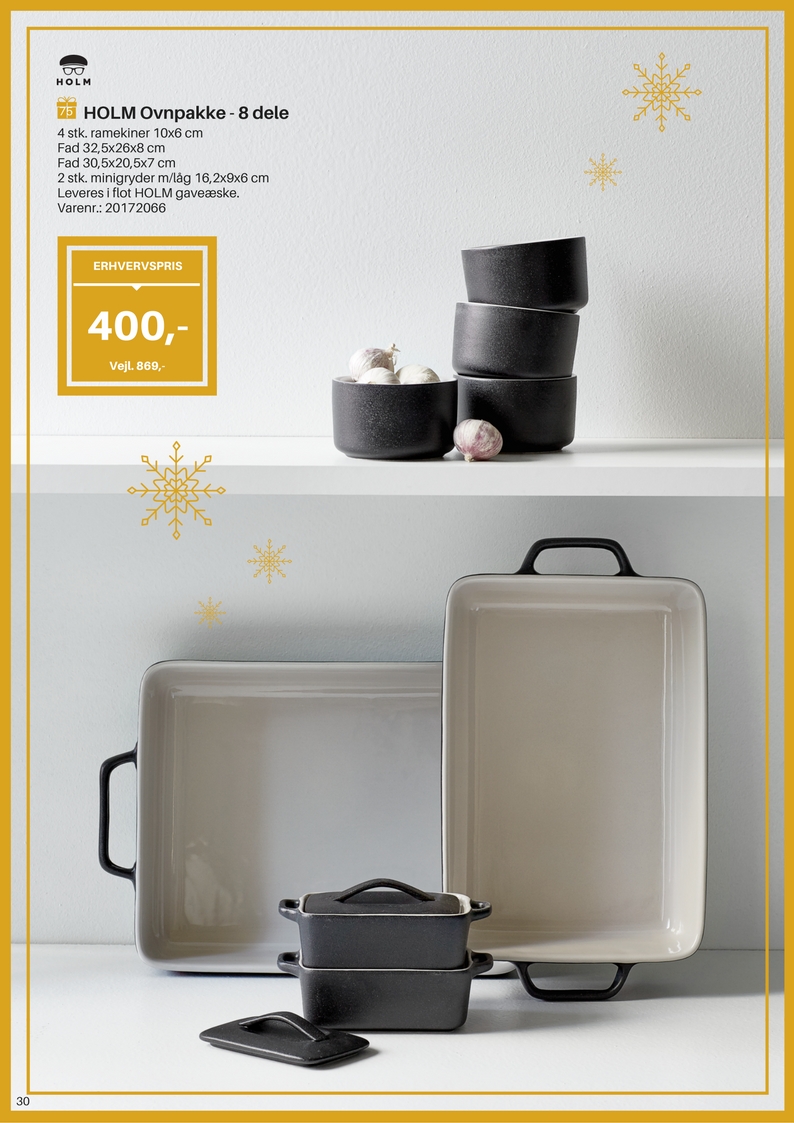 HOLM
75 HOLM Ovnpakke - 8 dele
4 stk. ramekiner 10x6 cm
Fad 32,5x26x8 cm
Fad 30,5x20,5x7 cm
2 stk. minigryder m/låg 16,2x9x6 cm
Leveres i flot HOLM gaveæske.
Varenr.: 20172066
ERHVERVSPRIS
400,-
Vejl. 869,-
30